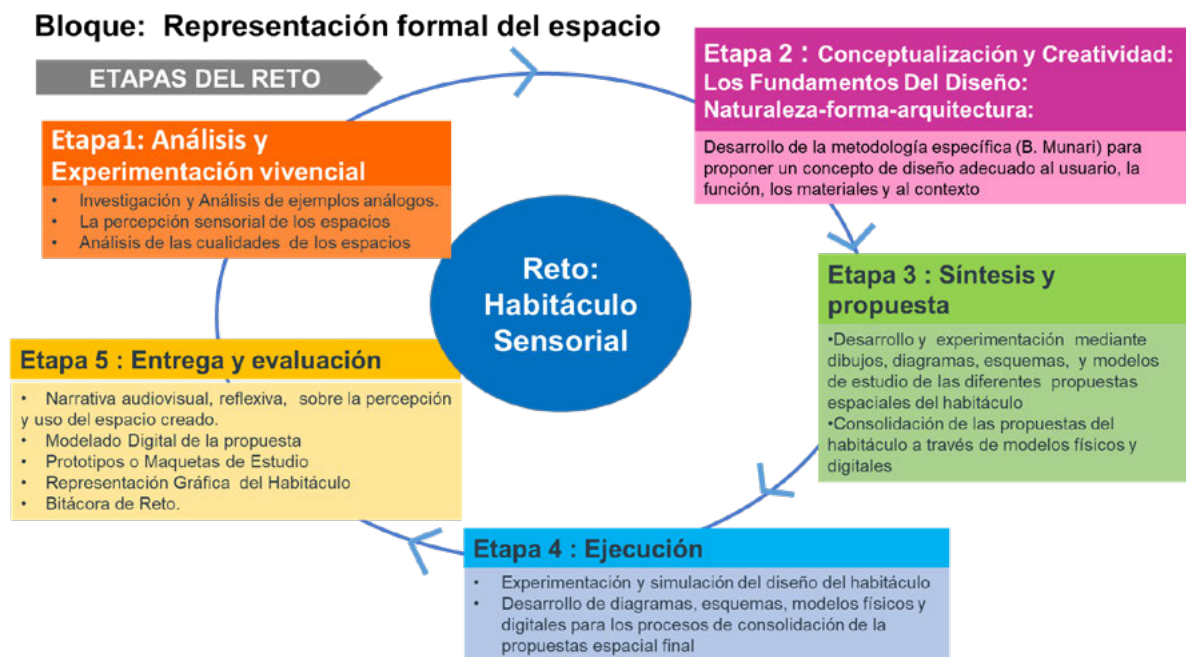 Bloque:  Representación formal del espacio
ETAPAS DEL RETO
Etapa1: Análisis y
Experimentación vivencial
• Investigación y Análisis de ejemplos análogos.
• La percepción sensorial de los espacios
• Análisis de las cualidades de los espacios
Etapa 2 : Conceptualización y Creatividad:
Los Fundamentos Del Diseño:
Naturaleza-forma-arquitectura:
Desarrollo de la metodología específica (B. Munari) para
proponer un concepto de diseño adecuado al usuario, la
función, los materiales y al contexto
Reto:
Habitáculo
Sensorial
Etapa 3 : Síntesis y
propuesta
•Desarrollo y experimentación mediante
dibujos, diagramas, esquemas, y modelos
de estudio de las diferentes propuestas
espaciales del habitáculo
•Consolidación de las propuestas del
habitáculo a través de modelos físicos y
digitales
Etapa 4 : Ejecución
• Experimentación y simulación del diseño del habitáculo
• Desarrollo de diagramas, esquemas, modelos físicos y
digitales para los procesos de consolidación de la
propuestas espacial final
Etapa 5 : Entrega y evaluación
• Narrativa audiovisual, reflexiva, sobre la percepción
y uso del espacio creado.
• Modelado Digital de la propuesta
• Prototipos o Maquetas de Estudio
• Representación Gráfica del Habitáculo
• Bitácora de Reto.